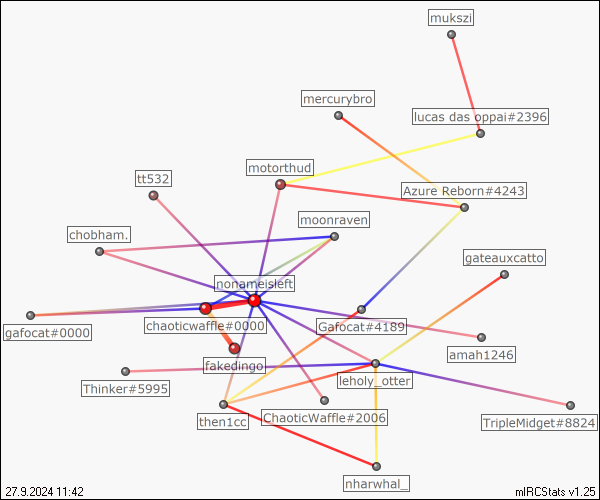 mukszi
mercurybro
lucas das oppai#2396
motorthud
tt532
Azure Reborn#4243
moonraven
chobham.
gateauxcatto
nonameisleft
chaoticwaffle#0000
Gafocat#4189
gafocat#0000
amah1246
fakedingo
leholy_otter
Thinker#5995
then1cc
ChaoticWaffle#2006
TripleMidget#8824
nharwhal_
27.9.2024 11:42
mIRCStats v1.25